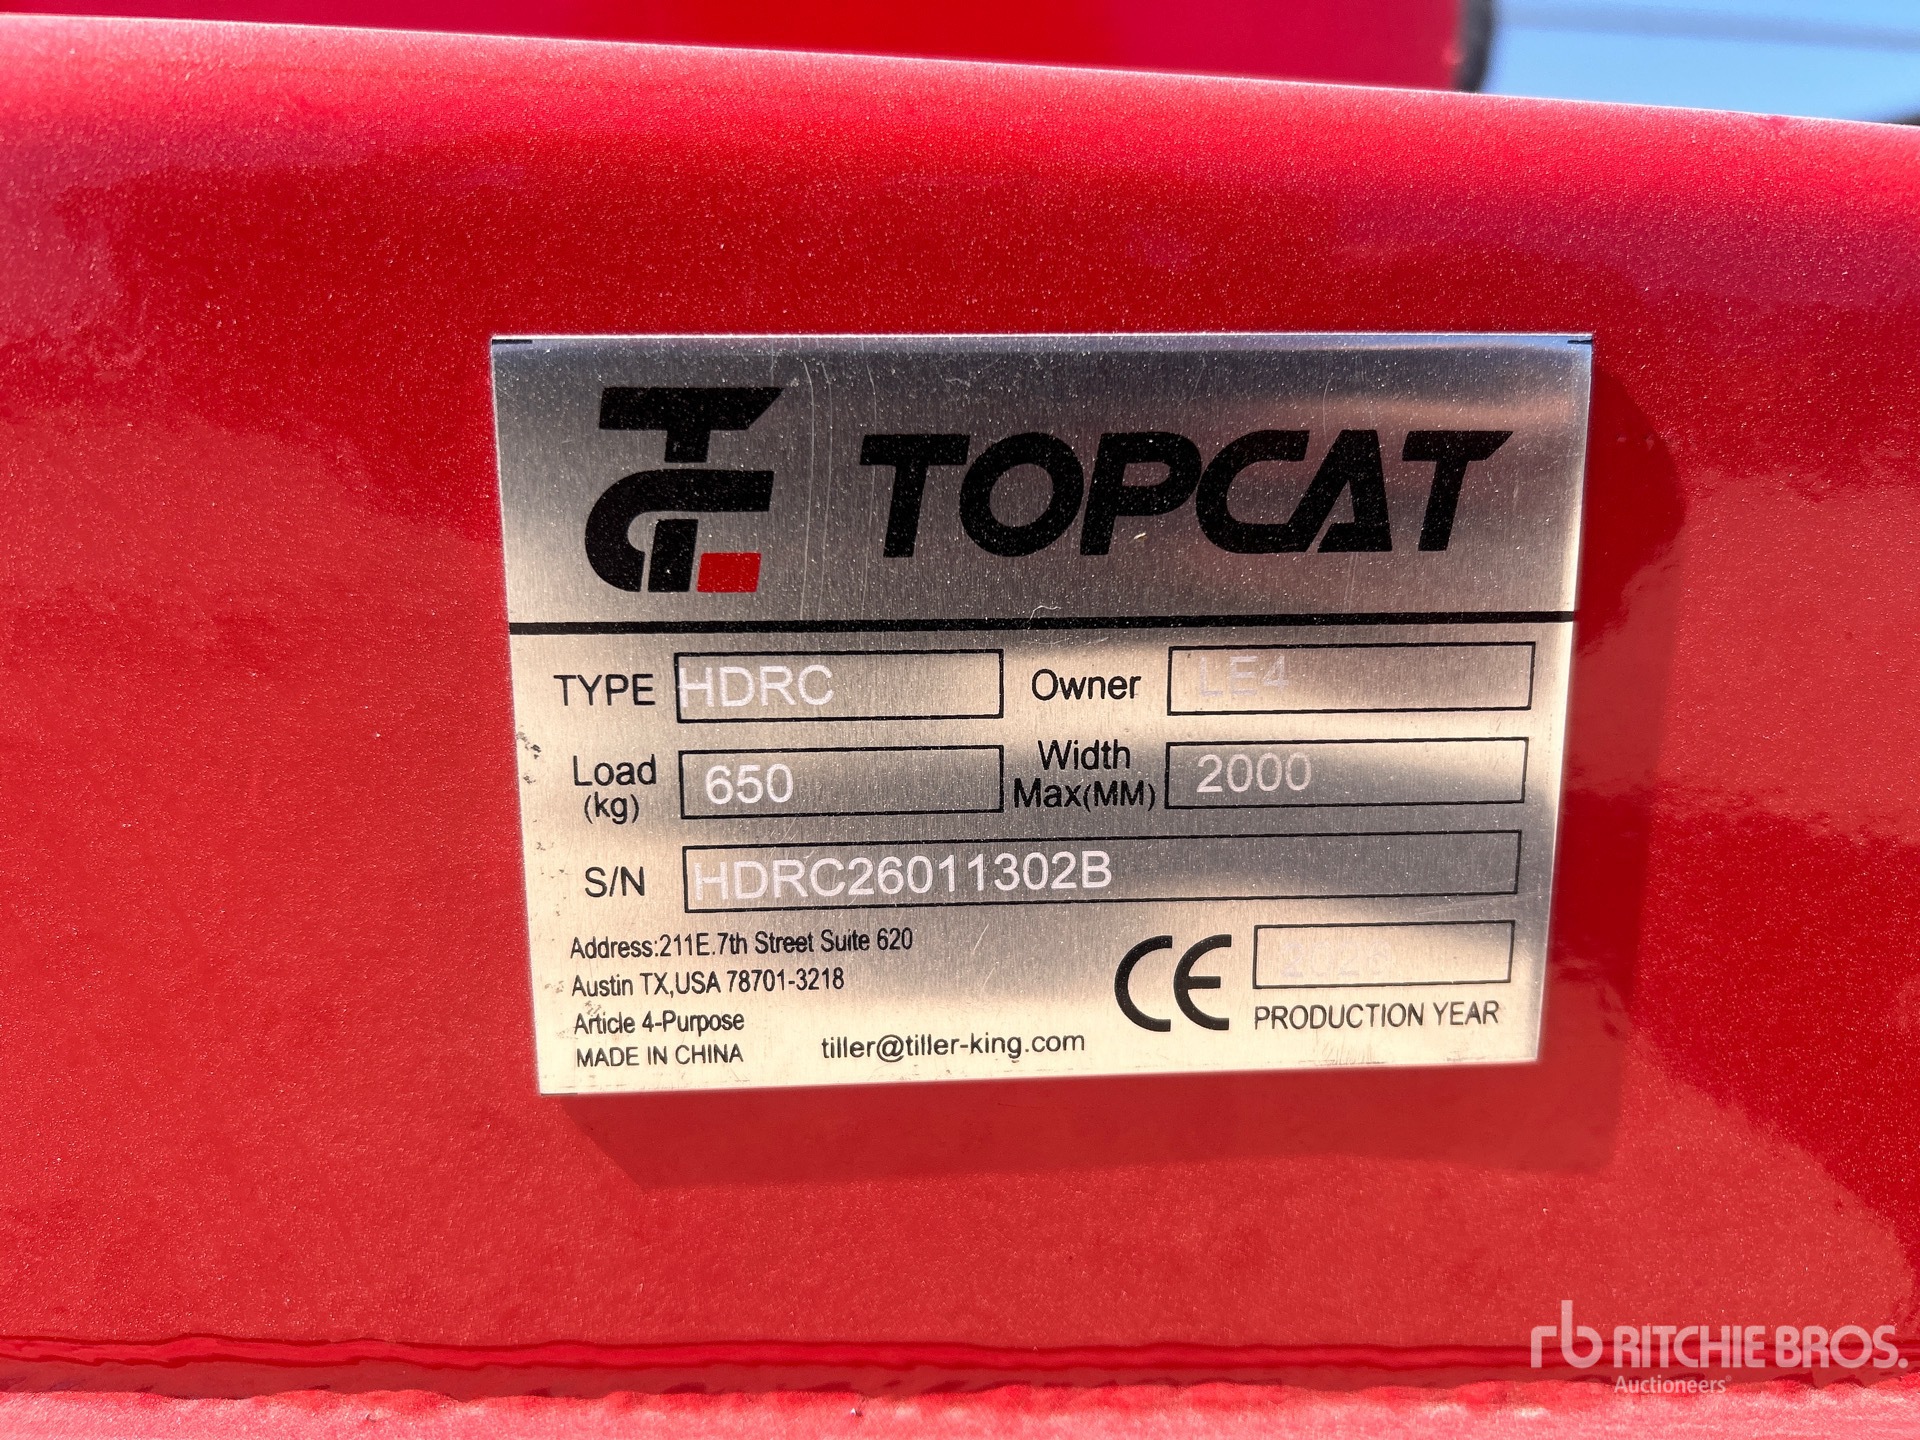 TOPCAT
TYPE HDRC Owner LE4
Load (kg) 650 Width Max(MM) 2000
S/N HDRC26011302B
Address:211E.7th Street Suite 620
Austin TX,USA 78701-3218
Article 4-Purpose
MADE IN CHINA
tiller@tiller-king.com
CE
PRODUCTION YEAR
rb RITCHIE BROS.
Auctioneers